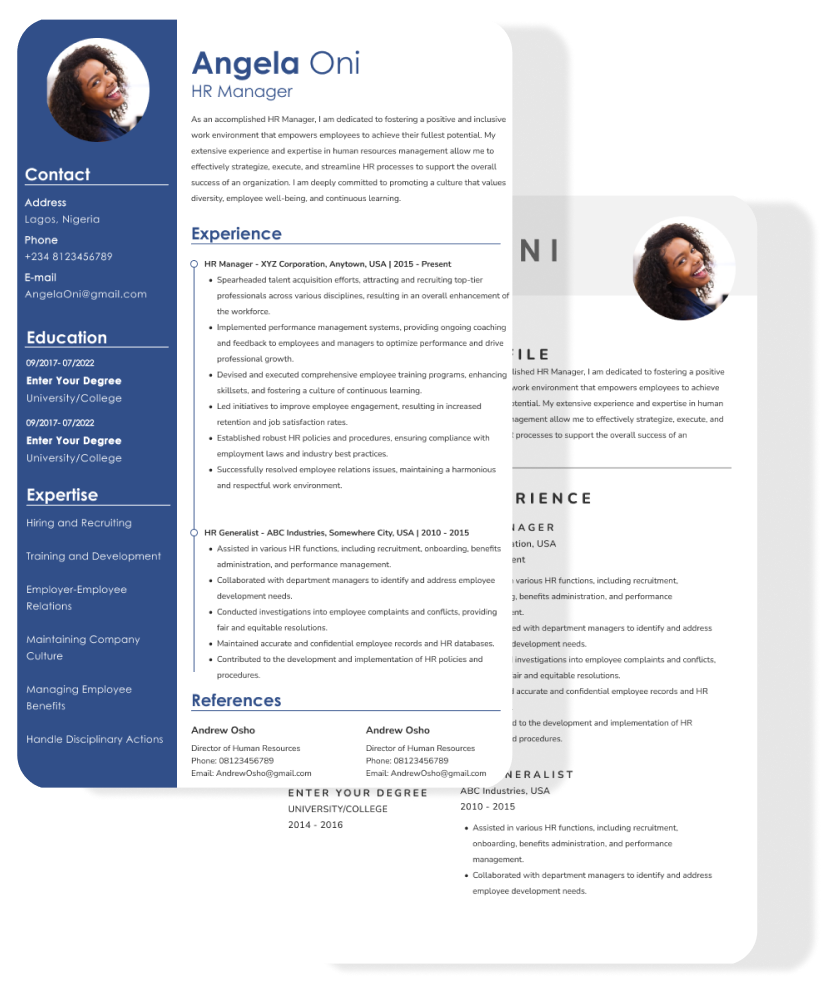 Angela Oni
HR Manager
As an accomplished HR Manager, I am dedicated to fostering a positive and inclusive
work environment that empowers employees to achieve their fullest potential. My
extensive experience and expertise in human resources management allow me to
effectively strategize, execute, and streamline HR processes to support the overall
success of an organization. I am deeply committed to promoting a culture that values
diversity, employee well-being, and continuous learning.
Contact
Address
Lagos, Nigeria
Phone
+234 8123456789
E-mail
AngelaOni@gmail.com
Education
09/2017- 07/2022
Enter Your Degree
University/College
09/2017- 07/2022
Enter Your Degree
University/College
Expertise
Hiring and Recruiting
Training and Development
Employer-Employee
Relations
Maintaining Company
Culture
Managing Employee
Benefits
Handle Disciplinary Actions
Experience
HR Manager - XYZ Corporation, Anytown, USA | 2015 - Present
• Spearheaded talent acquisition efforts, attracting and recruiting top-tier
professionals across various disciplines, resulting in an overall enhancement of
the workforce.
• Implemented performance management systems, providing ongoing coaching
and feedback to employees and managers to optimize performance and drive
professional growth.
• Devised and executed comprehensive employee training programs, enhancing
skillsets, and fostering a culture of continuous learning.
• Led initiatives to improve employee engagement, resulting in increased
retention and job satisfaction rates.
• Established robust HR policies and procedures, ensuring compliance with
employment laws and industry best practices.
• Successfully resolved employee relations issues, maintaining a harmonious
and respectful work environment.
HR Generalist - ABC Industries, Somewhere City, USA | 2010 - 2015
• Assisted in various HR functions, including recruitment, onboarding, benefits
administration, and performance management.
• Collaborated with department managers to identify and address employee
development needs.
• Conducted investigations into employee complaints and conflicts, providing
fair and equitable resolutions.
• Maintained accurate and confidential employee records and HR databases.
• Contributed to the development and implementation of HR policies and
procedures.
References
Andrew Osho
Director of Human Resources
Phone: 08123456789
Email: AndrewOsho@gmail.com
Andrew Osho
Director of Human Resources
Phone: 08123456789
Email: AndrewOsho@gmail.com
NI
ILE
lished HR Manager, I am dedicated to fostering a positive
work environment that empowers employees to achieve
otential. My extensive experience and expertise in human
nagement allow me to effectively strategize, execute, and
processes to support the overall success of an
RIENCE
NAGER
ation, USA
ent
various HR functions, including recruitment,
g, benefits administration, and performance
nt.
ed with department managers to identify and address
development needs.
investigations into employee complaints and conflicts,
air and equitable resolutions.
accurate and confidential employee records and HR
d to the development and implementation of HR
d procedures.
ENTER YOUR DEGREE
UNIVERSITY/COLLEGE
2014 - 2016
NERALIST
ABC Industries, USA
2010 - 2015
• Assisted in various HR functions, including recruitment,
onboarding, benefits administration, and performance
management.
• Collaborated with department managers to identify and address
employee development needs.